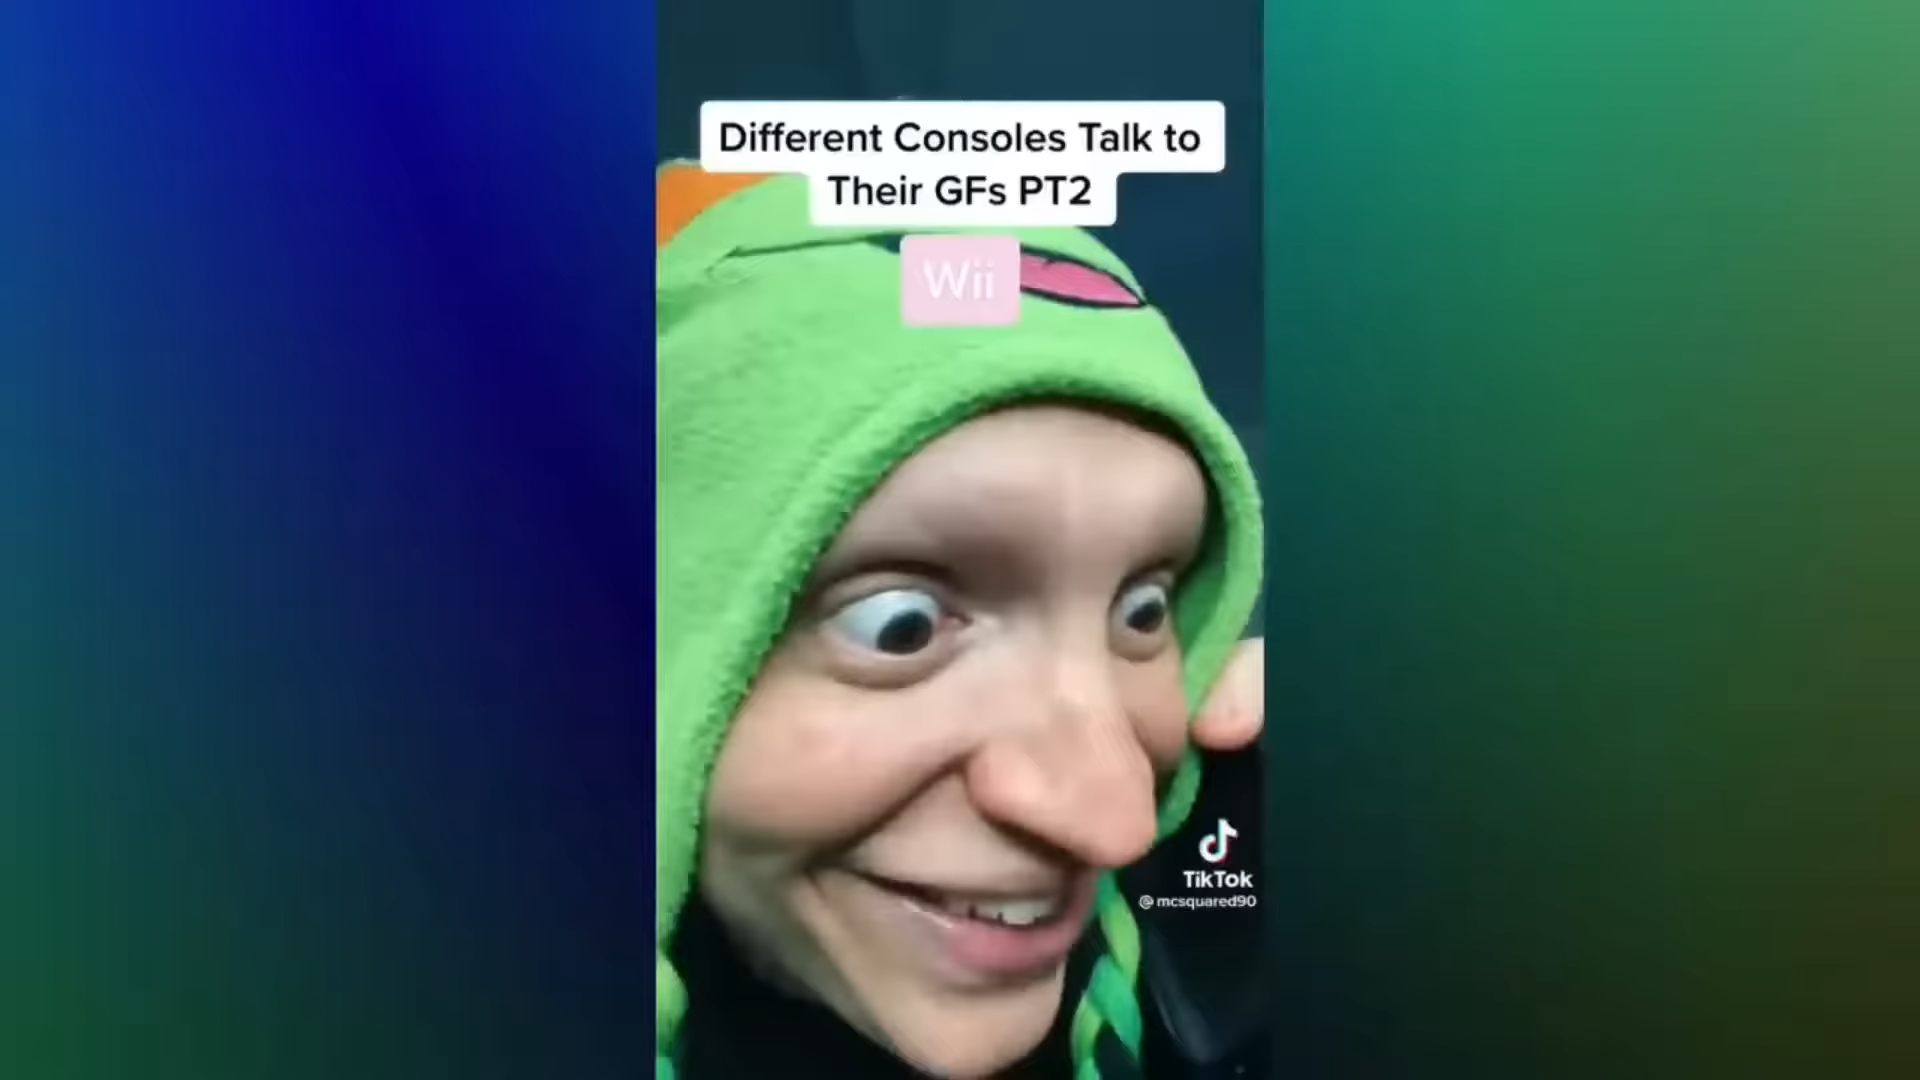 Different Consoles Talk to
Their GFs PT2
Wii
TikTok
@mcsquared90